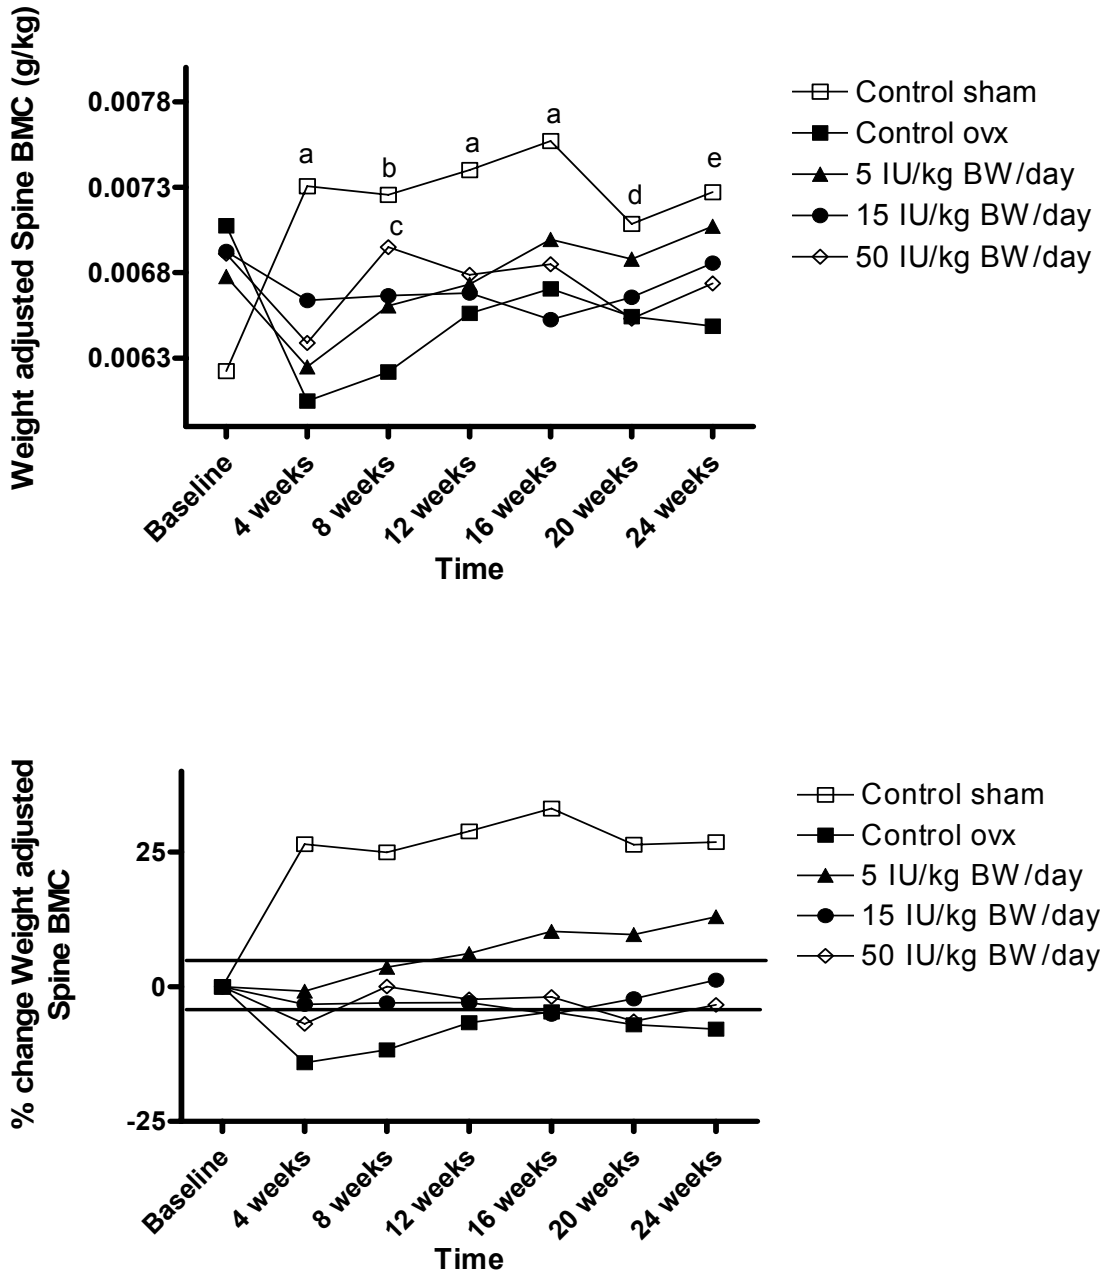 Weight adjusted Spine BMC (g/kg)
0.0078
0.0073
0.0068
0.0063
a
b
c
a
a
d
e
Control sham
Control ovx
5 IU/kg BW/day
15 IU/kg BW/day
50 IU/kg BW/day
Baseline
4 weeks
8 weeks
12 weeks
16 weeks
20 weeks
24 weeks
Time
% change Weight adjusted
Spine BMC
25
0
-25
Control sham
Control ovx
5 IU/kg BW/day
15 IU/kg BW/day
50 IU/kg BW/day
Baseline
4 weeks
8 weeks
12 weeks
16 weeks
20 weeks
24 weeks
Time